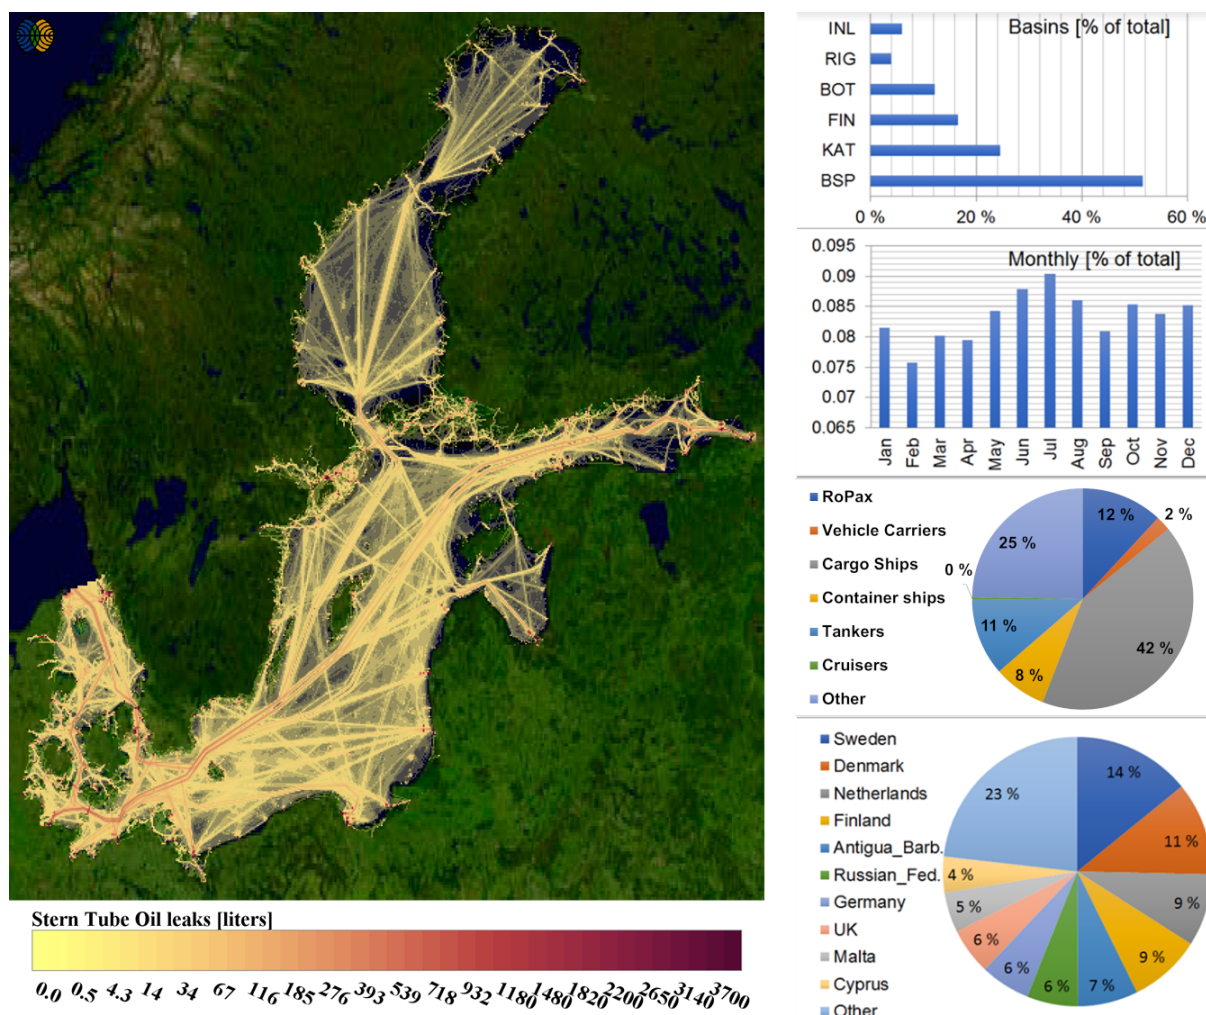 Basins [% of total]
INL
RIG
BOT
FIN
KAT
BSP
0 %
20 %
40 %
60 %
Monthly [% of total]
0.095
0.09
0.085
0.08
0.075
0.07
0.065
Jan
Feb
Mar
Apr
May
Jun
Jul
Aug
Sep
Oct
Nov
Dec
RoPax
Vehicle Carriers
Cargo Ships
Container ships
Tankers
Cruisers
Other
12 %
2 %
42 %
8 %
11 %
0 %
25 %
Sweden
Denmark
Netherlands
Finland
Antigua_Barb.
Russian_Fed.
Germany
UK
Malta
Cyprus
Other
14 %
11 %
9 %
9 %
7 %
6 %
6 %
6 %
5 %
4 %
23 %
Stern Tube Oil leaks [liters]
0.0
0.5
4.3
14
34
67
116
185
276
393
539
718
932
1180
1480
1820
2200
2650
3140
3700